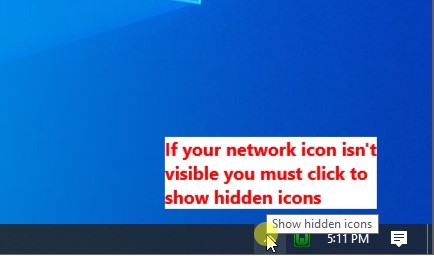 If your network icon isn't
visible you must click to
show hidden icons
Show hidden icons
5:11 PM